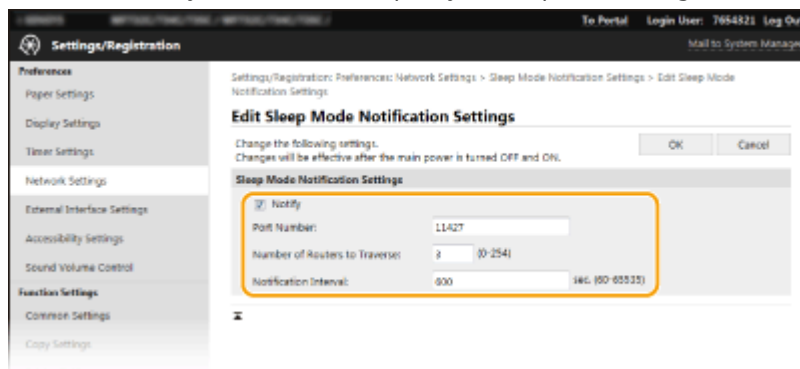 To Portal Login User: 7654321 Log Ou
Settings/Registration
Mail to System Manage
Preferences
Paper Settings
Display Settings
Timer Settings
Network Settings
External Interface Settings
Accessibility Settings
Sound Volume Control
Function Settings
Common Settings
Copy Settings
Settings/Registration: Preferences: Network Settings > Sleep Mode Notification Settings > Edit Sleep Mode
Notification Settings
Edit Sleep Mode Notification Settings
Change the following settings.
Changes will be effective after the main power is turned OFF and ON.
OK Cancel
Sleep Mode Notification Settings
Notify
Port Number: 11427
Number of Routers to Traverse: 3 (0-254)
Notification Interval: 600 sec. (60-65535)